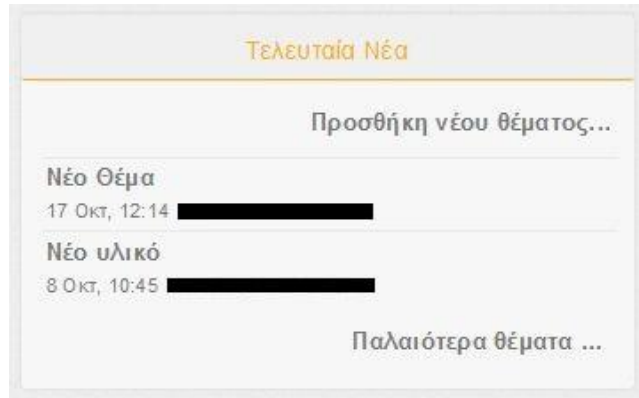 Τελευταία Νέα
Προσθήκη νέου θέματος...
Νέο Θέμα
17 Οκτ, 12:14
Νέο υλικό
8 Οκτ, 10:45
Παλαιότερα θέματα ...